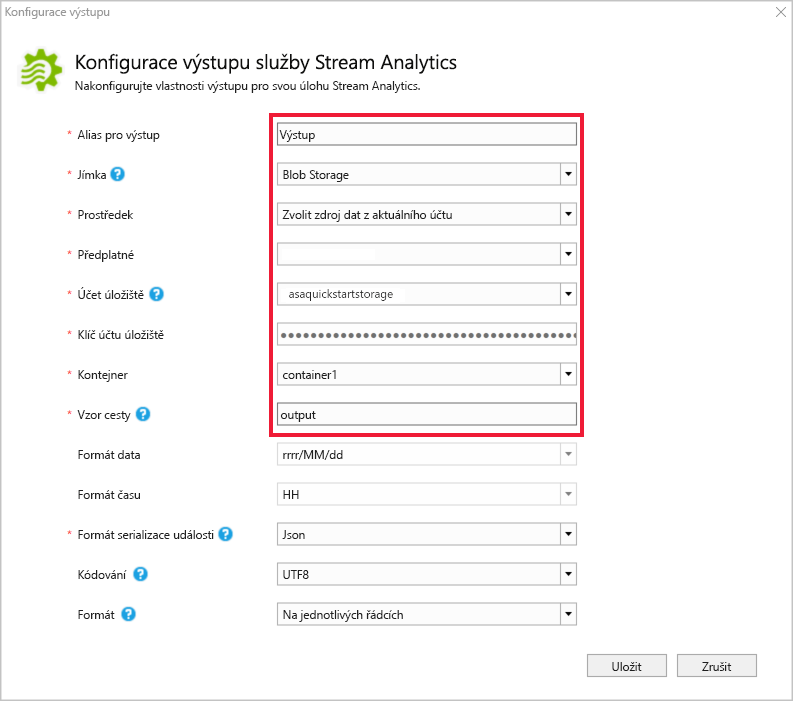 Konfigurace výstupu
Konfigurace výstupu služby Stream Analytics
Nakonfigurujte vlastnosti výstupu pro svou úlohu Stream Analytics.
* Alias pro výstup Výstup
* Jímka ? Blob Storage
* Prostředek Zvolit zdroj dat z aktuálního účtu
* Předplatné
* Účet úložiště ? asaquickstartstorage
* Klíč účtu úložiště
* Kontejner container1
* Vzor cesty ? output
Formát data rrrr/MM/dd
Formát času HH
* Formát serializace události ? Json
Kódování ? UTF8
Formát ? Na jednotlivých řádcích
Uložit Zrušit